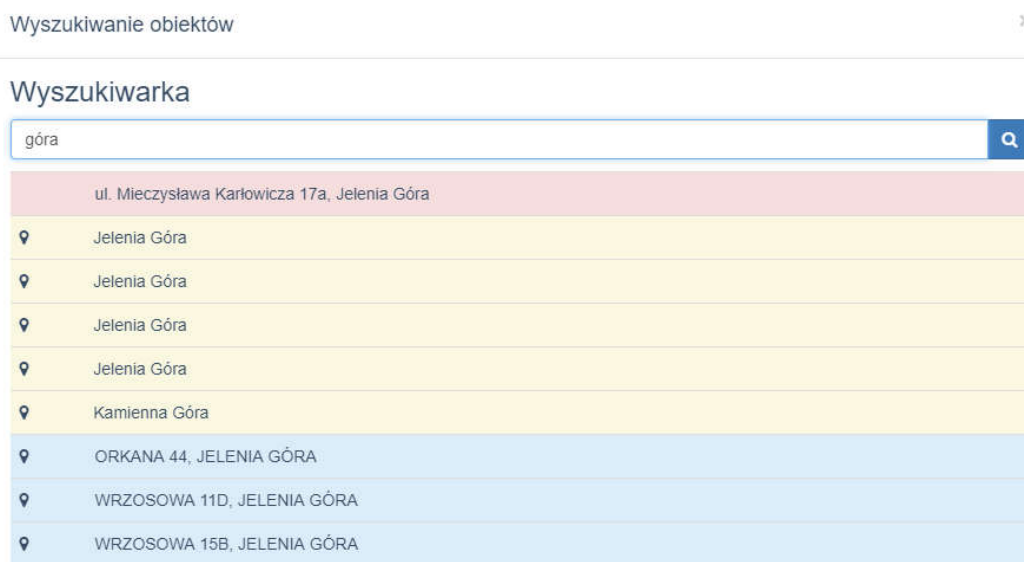 Wyszukiwanie obiektów
Wyszukiwarka
góra
ul. Mieczysława Karłowicza 17a, Jelenia Góra
Jelenia Góra
Jelenia Góra
Jelenia Góra
Jelenia Góra
Kamienna Góra
ORKANA 44, JELENIA GÓRA
WRZOSOWA 11D, JELENIA GÓRA
WRZOSOWA 15B, JELENIA GÓRA